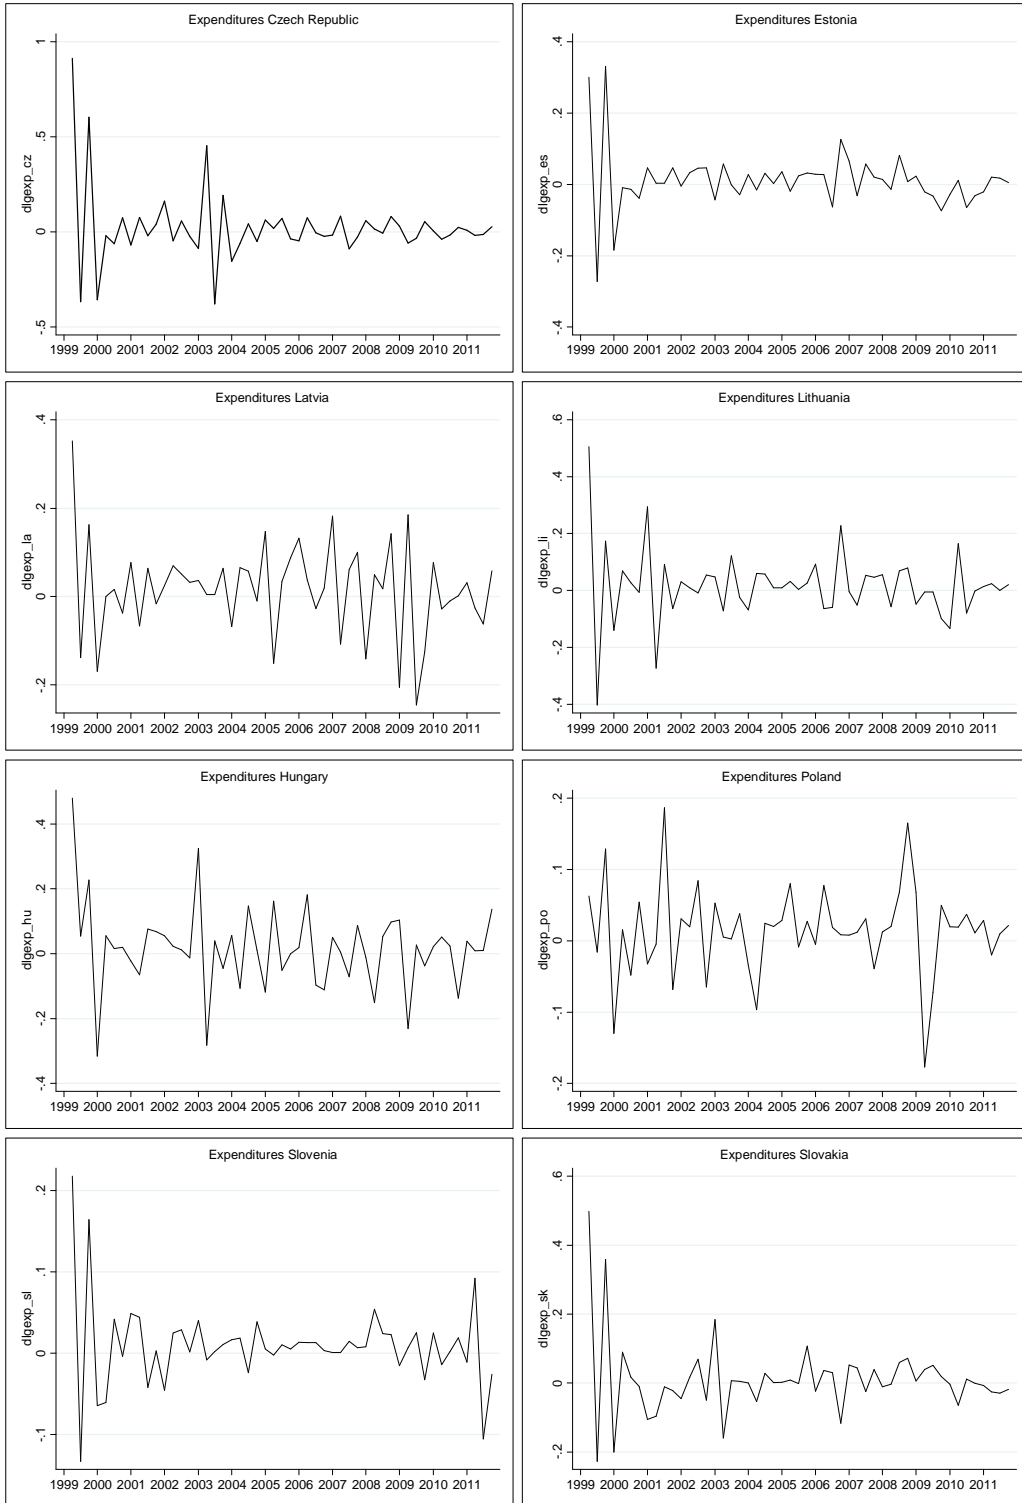 Expenditures Czech Republic
dlgexp_cz
1
.5
0
-.5
1999 2000 2001 2002 2003 2004 2005 2006 2007 2008 2009 2010 2011
Expenditures Estonia
dlgexp_es
.4
.2
0
-.2
-.4
1999 2000 2001 2002 2003 2004 2005 2006 2007 2008 2009 2010 2011
Expenditures Latvia
dlgexp_la
.4
.2
0
-.2
1999 2000 2001 2002 2003 2004 2005 2006 2007 2008 2009 2010 2011
Expenditures Lithuania
dlgexp_li
.6
.4
.2
0
-.2
-.4
1999 2000 2001 2002 2003 2004 2005 2006 2007 2008 2009 2010 2011
Expenditures Hungary
dlgexp_hu
.4
.2
0
-.2
-.4
1999 2000 2001 2002 2003 2004 2005 2006 2007 2008 2009 2010 2011
Expenditures Poland
dlgexp_po
.2
.1
0
-.1
-.2
1999 2000 2001 2002 2003 2004 2005 2006 2007 2008 2009 2010 2011
Expenditures Slovenia
dlgexp_sl
.2
.1
0
-.1
1999 2000 2001 2002 2003 2004 2005 2006 2007 2008 2009 2010 2011
Expenditures Slovakia
dlgexp_sk
.6
.4
.2
0
-.2
1999 2000 2001 2002 2003 2004 2005 2006 2007 2008 2009 2010 2011